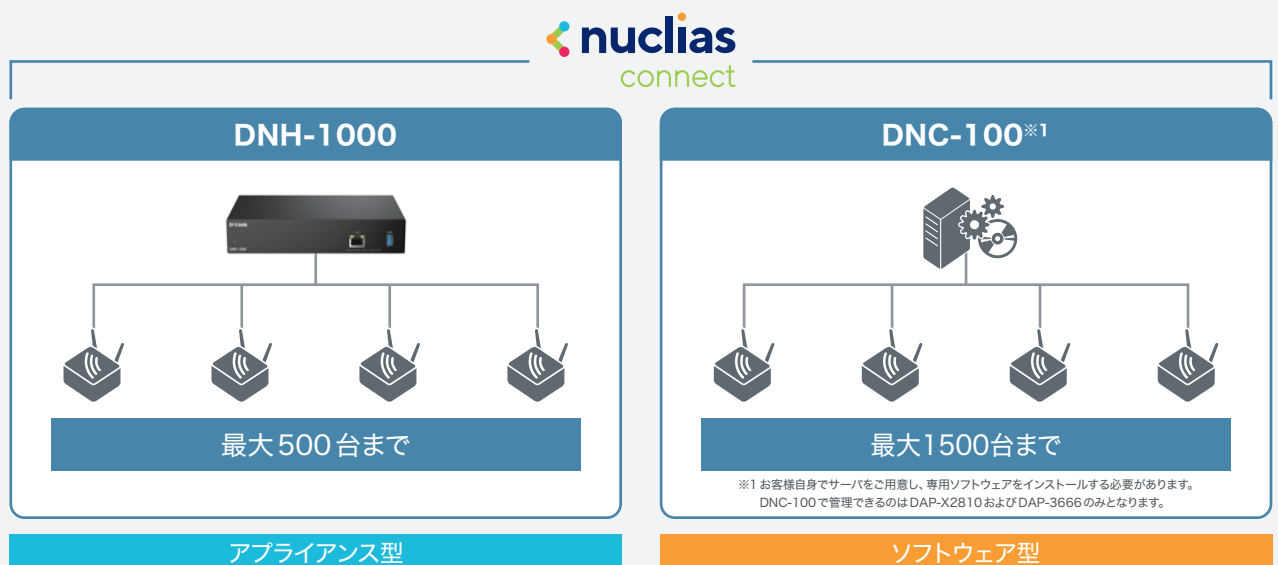 nuclias
connect
DNH-1000
D-Link
最大500台まで
アプライアンス型
DNC-100※1
最大1500台まで
※1 お客様自身でサーバをご用意し、専用ソフトウェアをインストールする必要があります。
DNC-100で管理できるのはDAP-X2810およびDAP-3666のみとなります。
ソフトウェア型